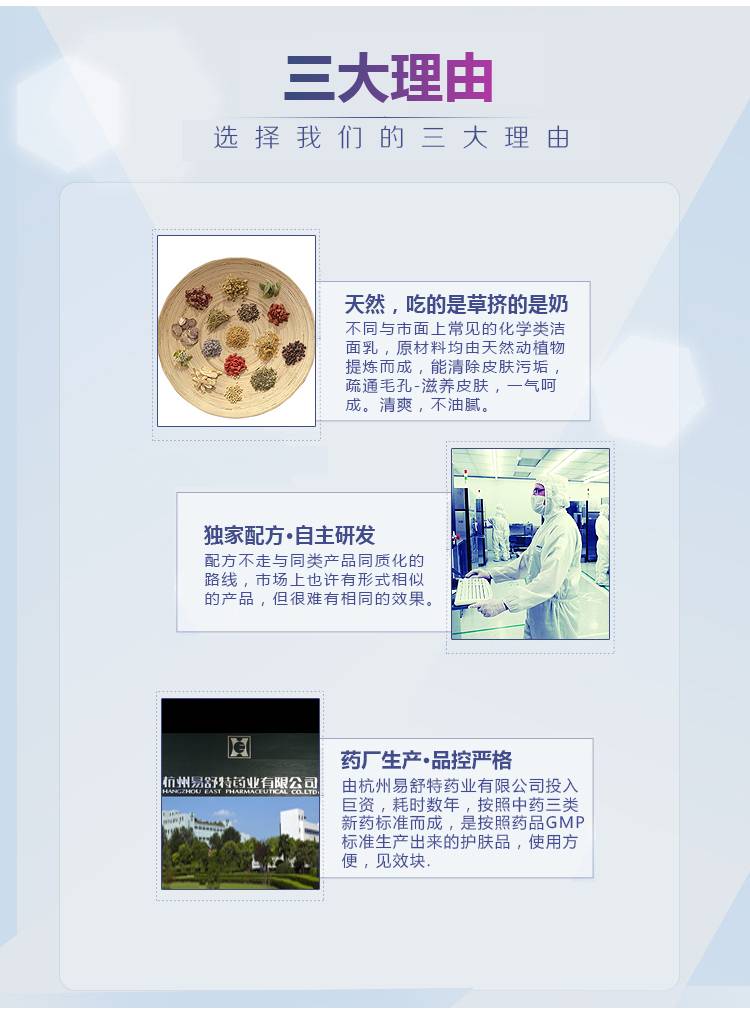 三大理由
选择我们的三大理由
天然，吃的是草挤的是奶
不同与市面上常见的化学类洁
面乳，原材料均由天然动植物
提炼而成，能清除皮肤污垢，
疏通毛孔-滋养皮肤，一气呵
成。清爽，不油腻。
独家配方·自主研发
配方不走与同类产品同质化的
路线，市场上也许有形式相似
的产品，但很难有相同的效果。
杭州易舒特药业有限公司
HANGZHOU EAST PHARMACEUTICAL CO.LTD
药厂生产·品控严格
由杭州易舒特药业有限公司投入
巨资，耗时数年，按照中药三类
新药标准而成，是按照药品GMP
标准生产出来的护肤品，使用方
便，见效块.